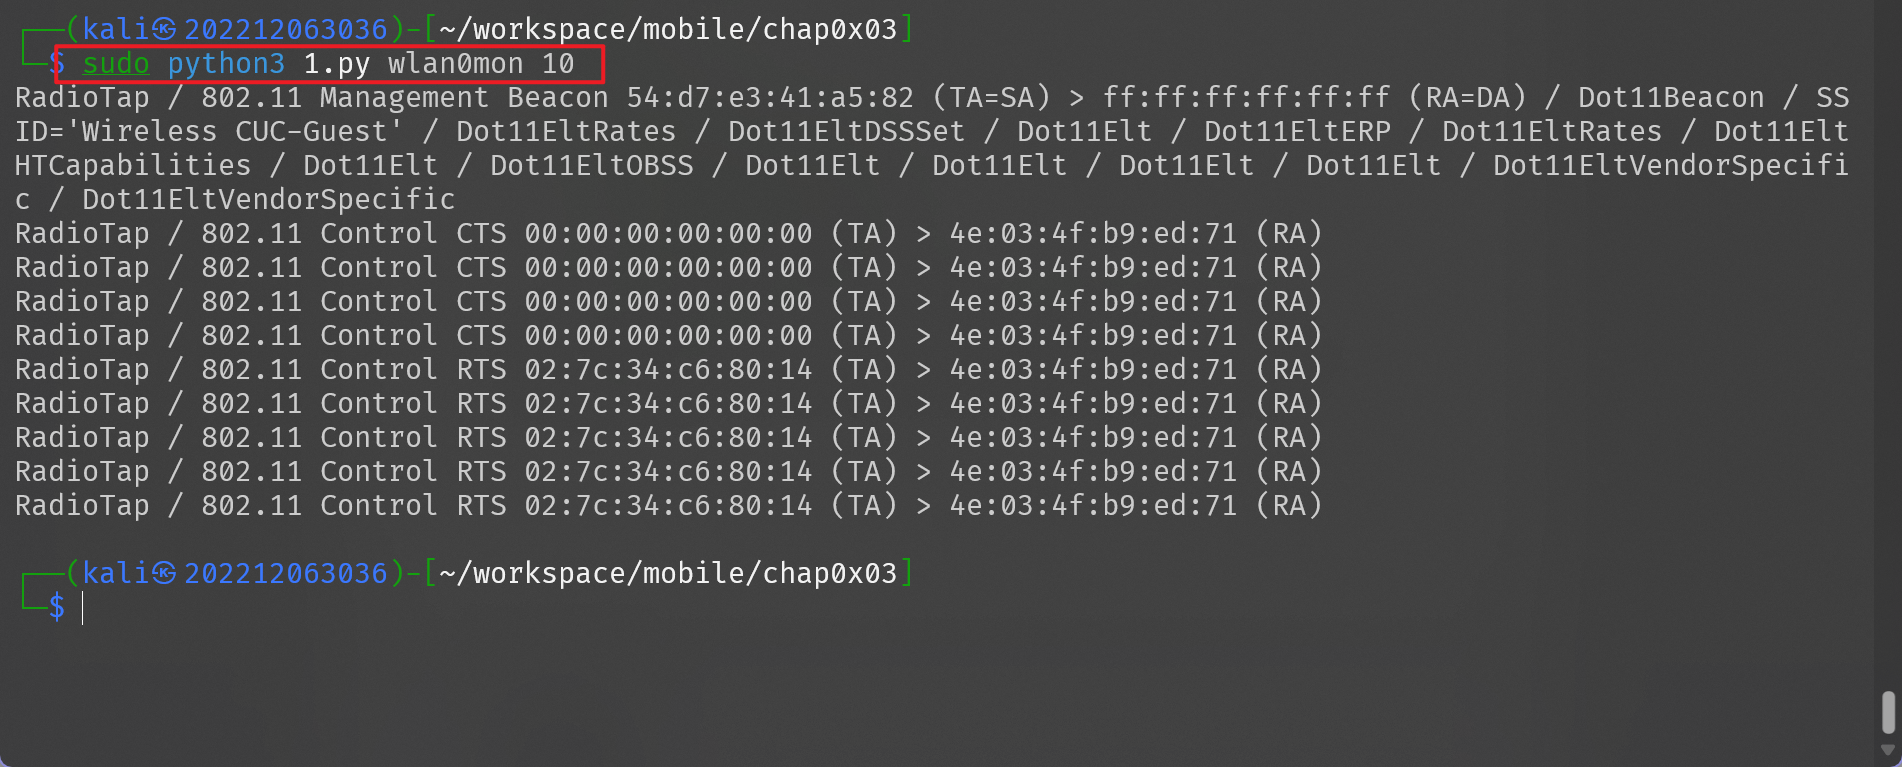 ┌──(kali㉿202212063036)-[~/workspace/mobile/chap0x03]
└─$ sudo python3 1.py wlan0mon 10
RadioTap / 802.11 Management Beacon 54:d7:e3:41:a5:82 (TA=SA) > ff:ff:ff:ff:ff:ff (RA=DA) / Dot11Beacon / SS
ID='Wireless CUC-Guest' / Dot11EltRates / Dot11EltDSSSet / Dot11Elt / Dot11EltERP / Dot11EltRates / Dot11Elt
HTCapabilities / Dot11Elt / Dot11EltOBSS / Dot11Elt / Dot11Elt / Dot11Elt / Dot11Elt / Dot11EltVendorSpecifi
c / Dot11EltVendorSpecific
RadioTap / 802.11 Control CTS 00:00:00:00:00:00 (TA) > 4e:03:4f:b9:ed:71 (RA)
RadioTap / 802.11 Control CTS 00:00:00:00:00:00 (TA) > 4e:03:4f:b9:ed:71 (RA)
RadioTap / 802.11 Control CTS 00:00:00:00:00:00 (TA) > 4e:03:4f:b9:ed:71 (RA)
RadioTap / 802.11 Control CTS 00:00:00:00:00:00 (TA) > 4e:03:4f:b9:ed:71 (RA)
RadioTap / 802.11 Control RTS 02:7c:34:c6:80:14 (TA) > 4e:03:4f:b9:ed:71 (RA)
RadioTap / 802.11 Control RTS 02:7c:34:c6:80:14 (TA) > 4e:03:4f:b9:ed:71 (RA)
RadioTap / 802.11 Control RTS 02:7c:34:c6:80:14 (TA) > 4e:03:4f:b9:ed:71 (RA)
RadioTap / 802.11 Control RTS 02:7c:34:c6:80:14 (TA) > 4e:03:4f:b9:ed:71 (RA)
RadioTap / 802.11 Control RTS 02:7c:34:c6:80:14 (TA) > 4e:03:4f:b9:ed:71 (RA)
┌──(kali㉿202212063036)-[~/workspace/mobile/chap0x03]
└─$